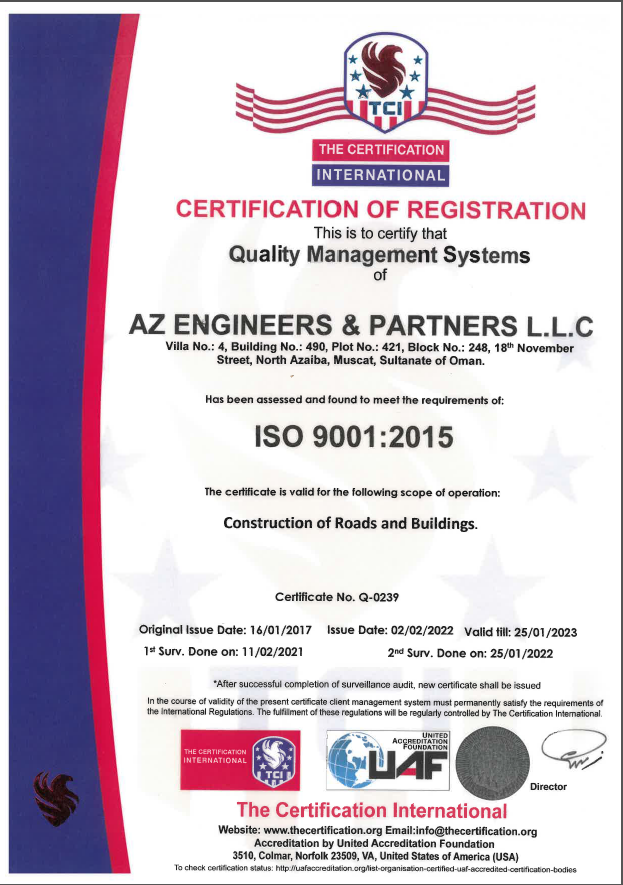 TCI
THE CERTIFICATION
INTERNATIONAL
CERTIFICATION OF REGISTRATION
This is to certify that
Quality Management Systems
of
AZ ENGINEERS & PARTNERS L.L.C
Villa No.: 4, Building No.: 490, Plot No.: 421, Block No.: 248, 18th November
Street, North Azaiba, Muscat, Sultanate of Oman.
Has been assessed and found to meet the requirements of:
ISO 9001:2015
The certificate is valid for the following scope of operation:
Construction of Roads and Buildings.
Certificate No. Q-0239
Original Issue Date: 16/01/2017 Issue Date: 02/02/2022 Valid till: 25/01/2023
1st Surv. Done on: 11/02/2021 2nd Surv. Done on: 25/01/2022
*After successful completion of surveillance audit, new certificate shall be issued
In the course of validity of the present certificate client management system must permanently satisfy the requirements of
the International Regulations. The fulfillment of these regulations will be regularly controlled by The Certification International.
THE CERTIFICATION
INTERNATIONAL
TCI
UNITED
ACCREDITATION
FOUNDATION
UAF
Director
The Certification International
Website: www.thecertification.org Email:info@thecertification.org
Accreditation by United Accreditation Foundation
3510, Colmar, Norfolk 23509, VA, United States of America (USA)
To check certification status: http://uafaccreditation.org/list-organisation-certified-uaf-accredited-certification-bodies